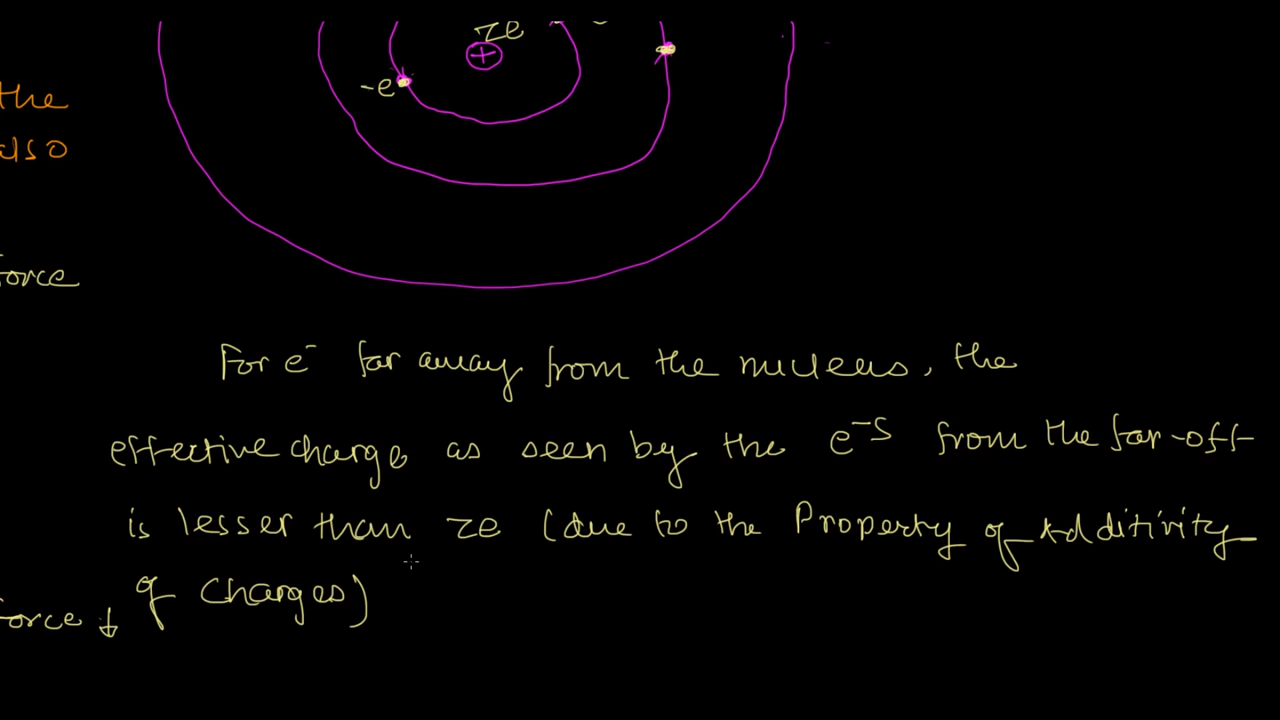 ze
-e
the
also
force
For e⁻ far away from the nucleus, the
effective charge as seen by the e⁻s from the far-off
is lesser than ze (due to the Property of Additivity
of charges)
force ↓